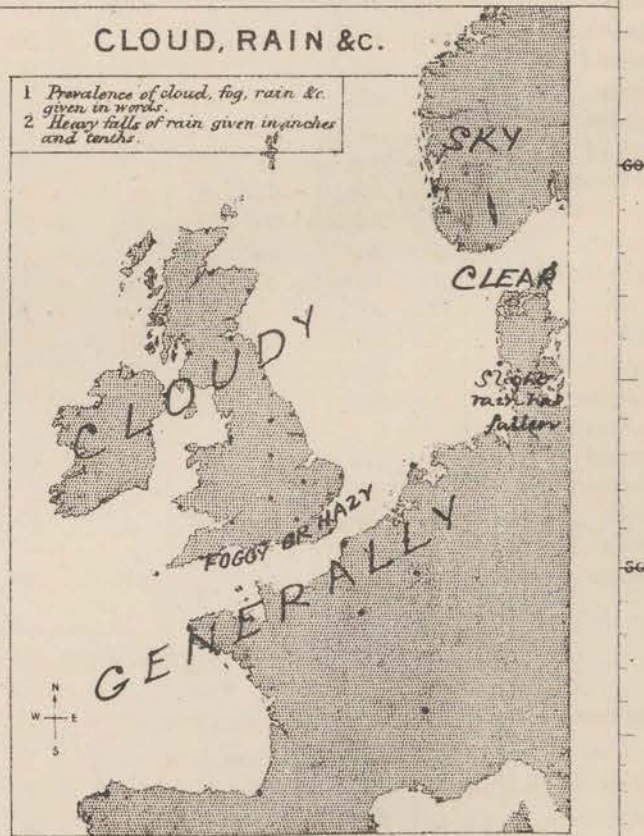 CLOUD, RAIN &c.
1 Prevalence of cloud, fog, rain &c.
given in words.
2 Heavy falls of rain given in inches
and tenths.
SKY
60
CLEAR
CLOUDY
Slight
rain has
fallen
FOGGY OR HAZY
50
GENERALLY
N
W E
S